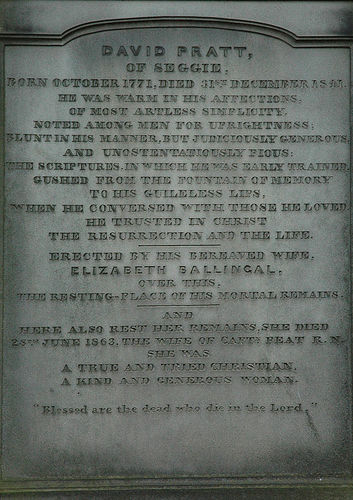 DAVID PRATT,
OF SEGGIE;
BORN OCTOBER 1771, DIED 31ST DECEMBER
HE WAS WARM IN HIS AFFECTIONS;
OF MOST ARTLESS SIMPLICITY,
NOTED AMONG MEN FOR UPRIGHTNESS;
BLUNT IN HIS MANNER, BUT JUDICIOUSLY GENEROUS,
AND UNOSTENTATIOUSLY PIOUS:
THE SCRIPTURES, IN WHICH HE WAS EARLY TRAINED,
GUSHED FROM THE FOUNTAIN OF MEMORY
TO HIS GUILELESS LIPS,
WHEN HE CONVERSED WITH THOSE HE LOVED.
HE TRUSTED IN CHRIST
THE RESURRECTION AND THE LIFE.
ERECTED BY HIS BEREAVED WIFE,
ELIZABETH BALLINGAL,
OVER THIS,
THE RESTING-PLACE OF HIS MORTAL REMAINS.
AND
HERE ALSO REST HER REMAINS, SHE DIED
JUNE 1863, THE WIFE OF CAPTN. PEAT R.N.
SHE WAS
A TRUE AND TRIED CHRISTIAN,
A KIND AND GENEROUS WOMAN.
"Blessed are the dead who die in the Lord."